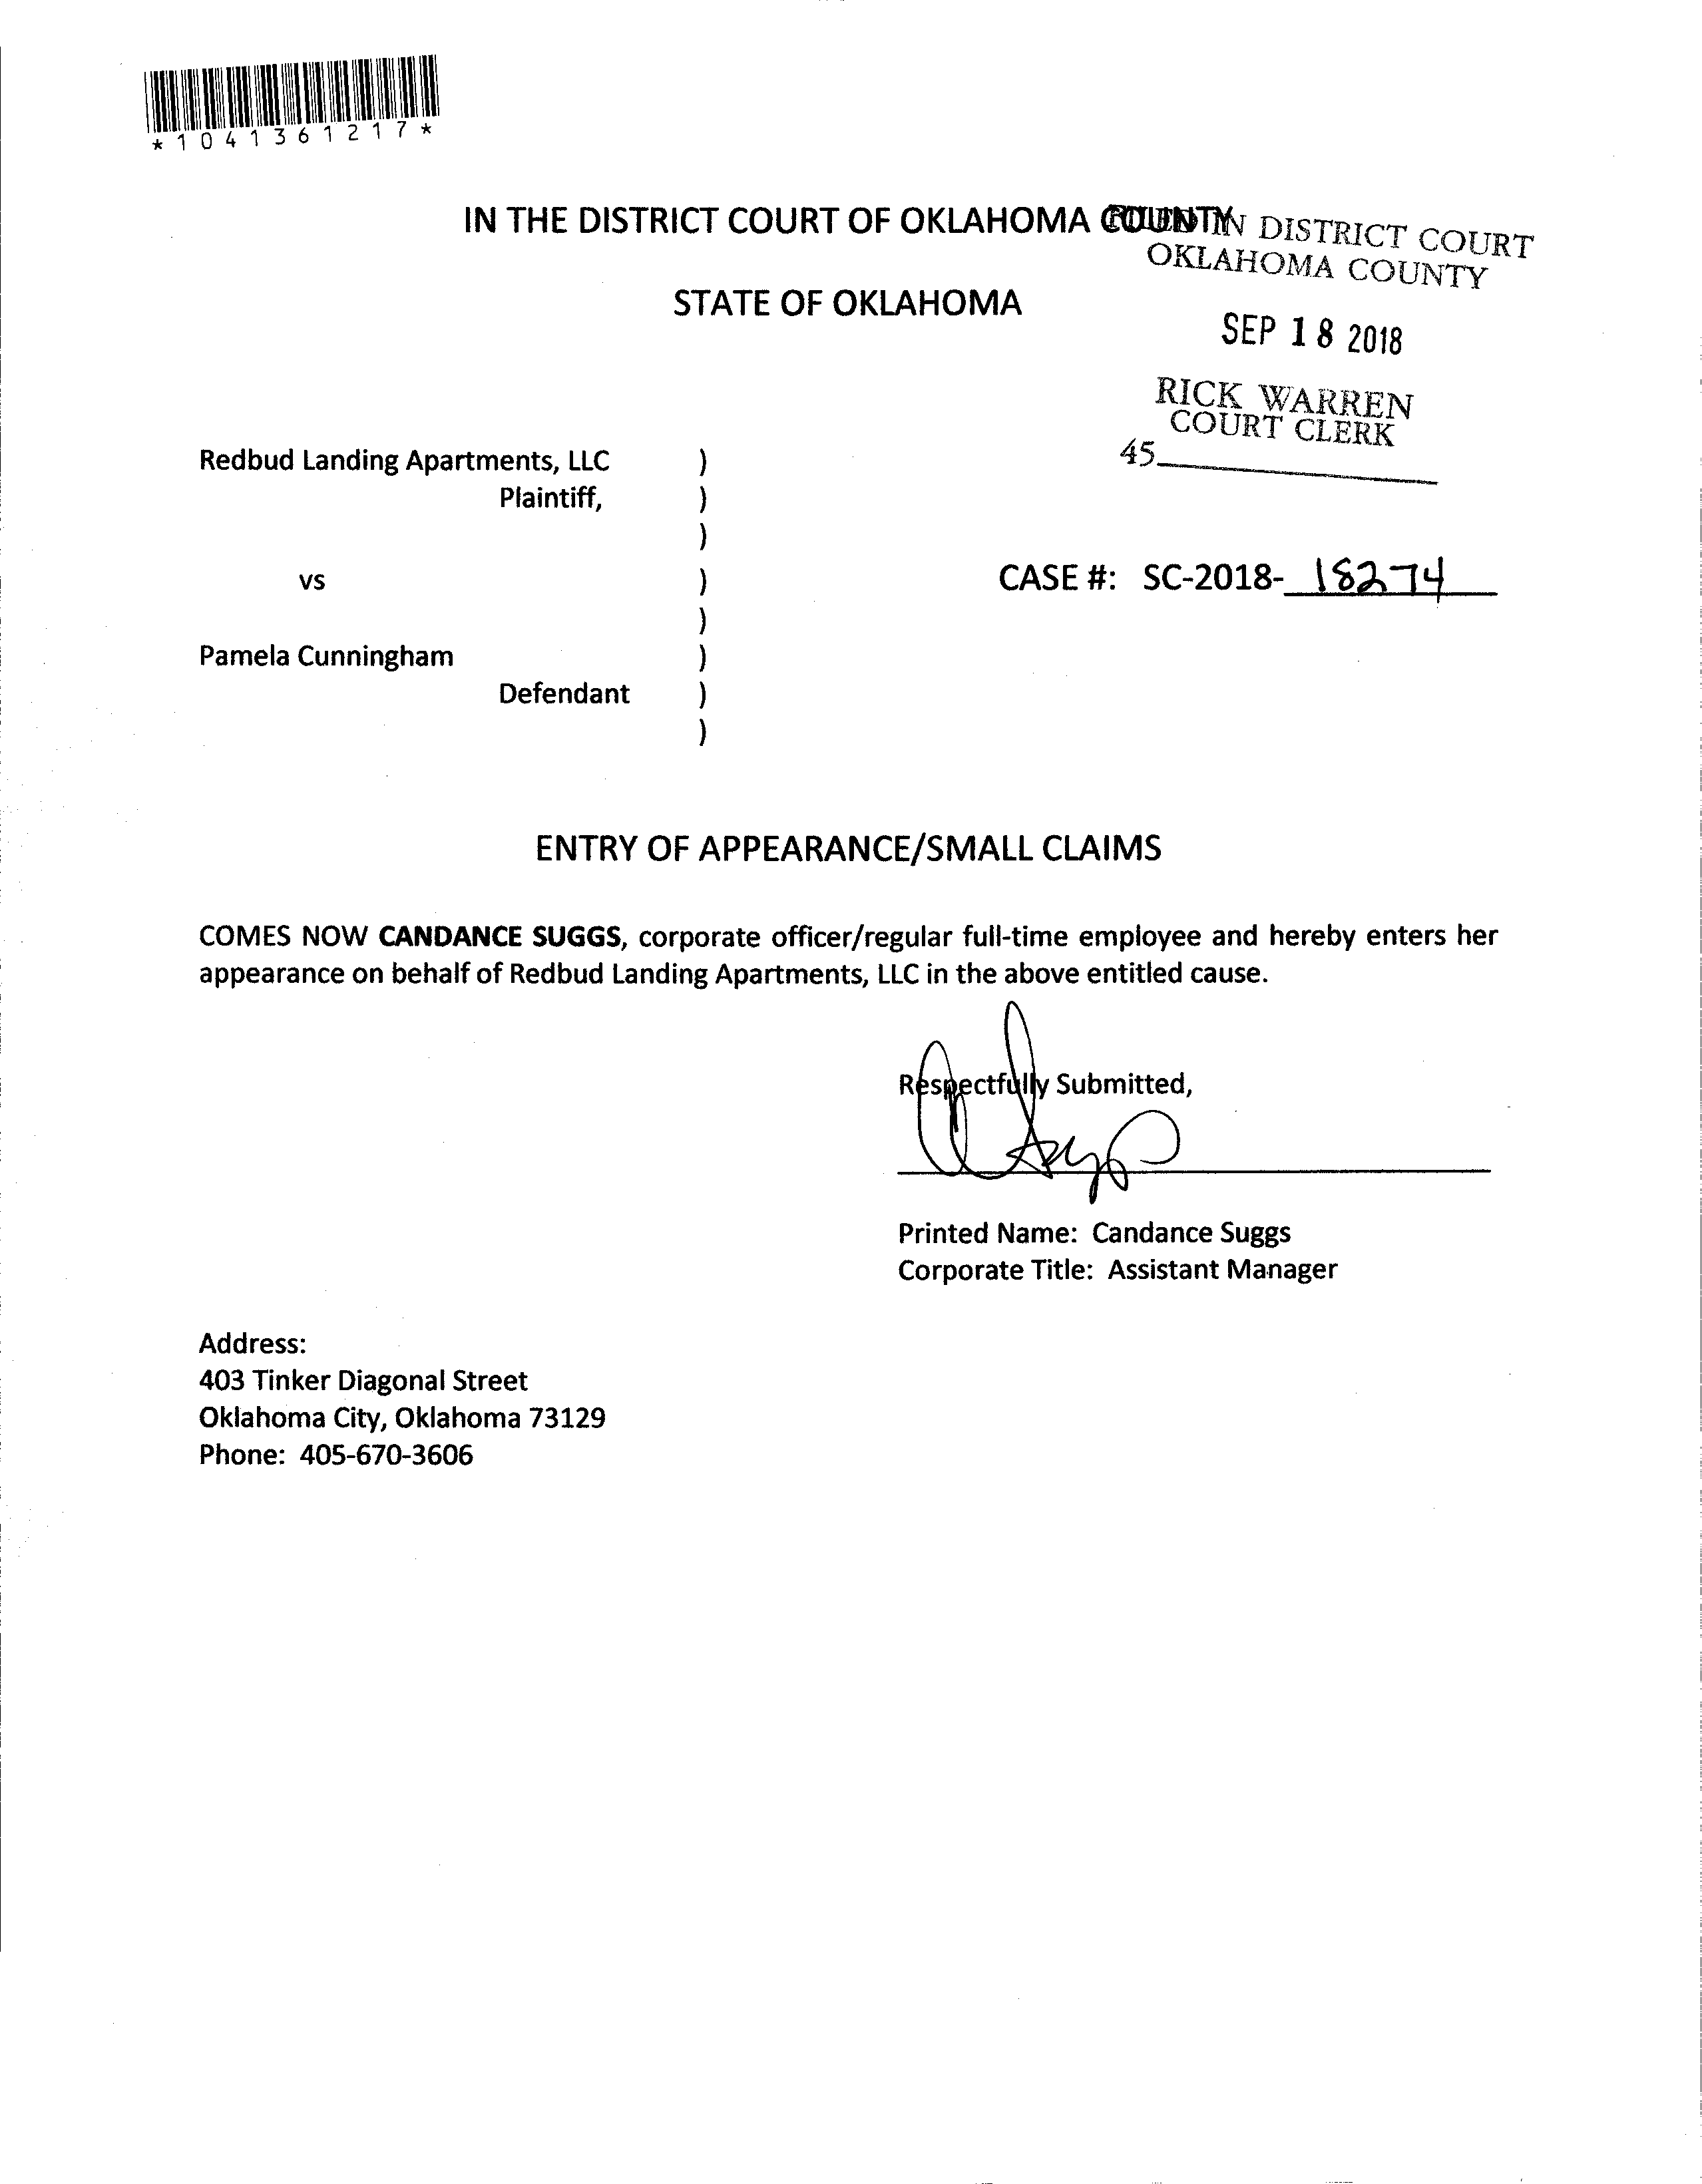 *1041361217*
IN THE DISTRICT COURT OF OKLAHOMA COUNTY
FILED IN DISTRICT COURT
OKLAHOMA COUNTY
STATE OF OKLAHOMA
SEP 18 2018
RICK WARREN
COURT CLERK
45
Redbud Landing Apartments, LLC )
Plaintiff, )
)
vs )
CASE #: SC-2018- 18274
)
Pamela Cunningham )
Defendant )
)
ENTRY OF APPEARANCE/SMALL CLAIMS
COMES NOW CANDANCE SUGGS, corporate officer/regular full-time employee and hereby enters her
appearance on behalf of Redbud Landing Apartments, LLC in the above entitled cause.
Respectfully Submitted,
Printed Name: Candance Suggs
Corporate Title: Assistant Manager
Address:
403 Tinker Diagonal Street
Oklahoma City, Oklahoma 73129
Phone: 405-670-3606